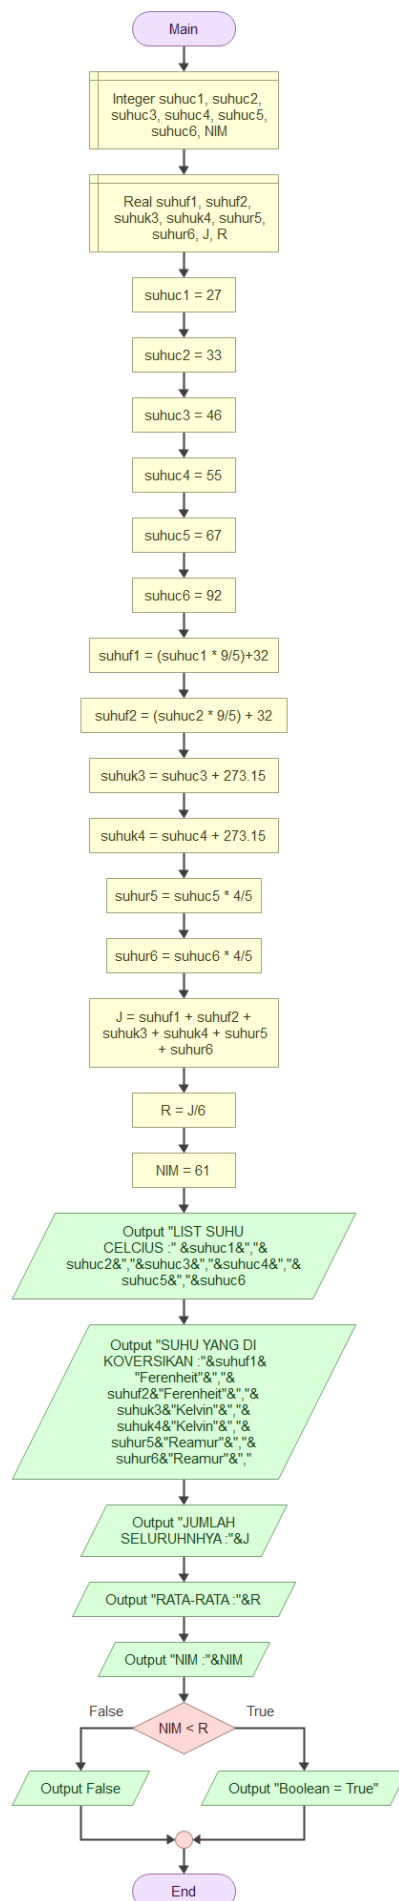 Main
Integer suhuc1, suhuc2,
suhuc3, suhuc4, suhuc5,
suhuc6, NIM
Real suhuf1, suhuf2,
suhuk3, suhuk4, suhur5,
suhur6, J, R
suhuc1 = 27
suhuc2 = 33
suhuc3 = 46
suhuc4 = 55
suhuc5 = 67
suhuc6 = 92
suhuf1 = (suhuc1 * 9/5)+32
suhuf2 = (suhuc2 * 9/5) + 32
suhuk3 = suhuc3 + 273.15
suhuk4 = suhuc4 + 273.15
suhur5 = suhuc5 * 4/5
suhur6 = suhuc6 * 4/5
J = suhuf1 + suhuf2 +
suhuk3 + suhuk4 + suhur5
+ suhur6
R = J/6
NIM = 61
Output "LIST SUHU
CELCIUS :" &suhuc1&","&
suhuc2&","&suhuc3&","&suhuc4&","&
suhuc5&","&suhuc6
Output "SUHU YANG DI
KOVERSIKAN :"&suhuf1&
"Ferenheit"&","&
suhuf2&"Ferenheit"&","&
suhuk3&"Kelvin"&","&
suhuk4&"Kelvin"&","&
suhur5&"Reamur"&","&
suhur6&"Reamur"&","
Output "JUMLAH
SELURUHNHYA :"&J
Output "RATA-RATA :"&R
Output "NIM :"&NIM
False
True
NIM < R
Output False
Output "Boolean = True"
End